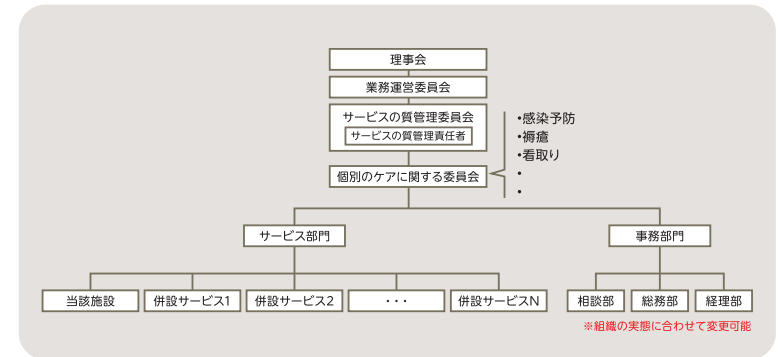 理事会
業務運営委員会
サービスの質管理委員会
サービスの質管理責任者
個別のケアに関する委員会
・感染予防
・褥瘡
・看取り
・
・
サービス部門
事務部門
当該施設
併設サービス1
併設サービス2
・・・
併設サービスN
相談部
総務部
経理部
※組織の実態に合わせて変更可能